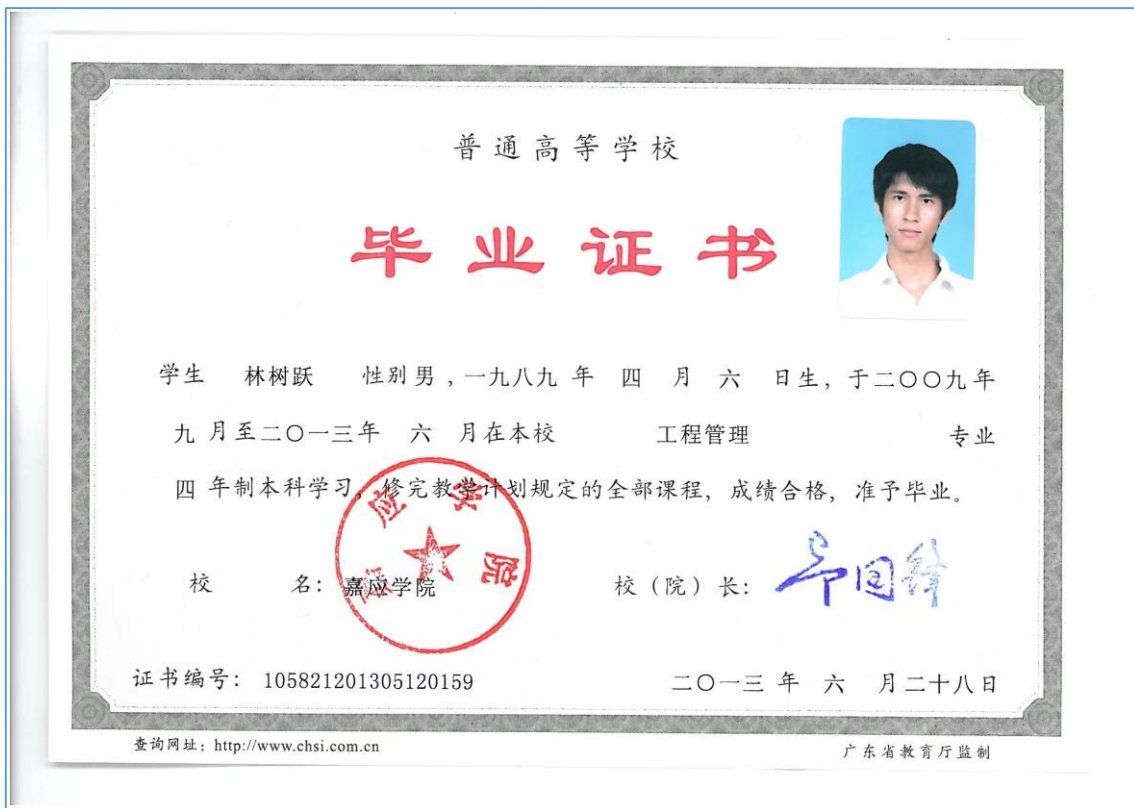 普通高等学校
毕业证书
学生 林树跃 性别男，一九八九 年 四 月 六 日生，于二〇〇九年
九 月至二〇一三年 六 月在本校 工程管理 专业
四 年制本科学习，修完教学计划规定的全部课程，成绩合格，准予毕业。
校 名：嘉应学院 校（院）长：
嘉应学院
证书编号： 105821201305120159 二〇一三 年 六 月二十八日
查询网址：http://www.chsi.com.cn 广东省教育厅监制